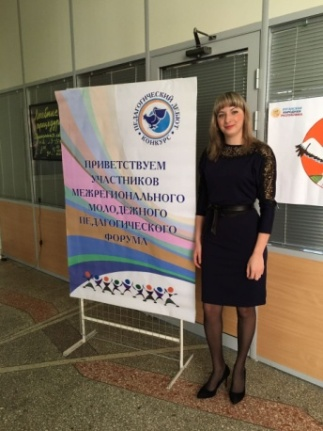 ПЕДАГОГИЧЕСКИЙ ДЕБЮТ
КОНКУРС
ПРИВЕТСТВУЕМ
УЧАСТНИКОВ
МЕЖРЕГИОНАЛЬНОГО
МОЛОДЕЖНОГО
ПЕДАГОГИЧЕСКОГО
ФОРУМА